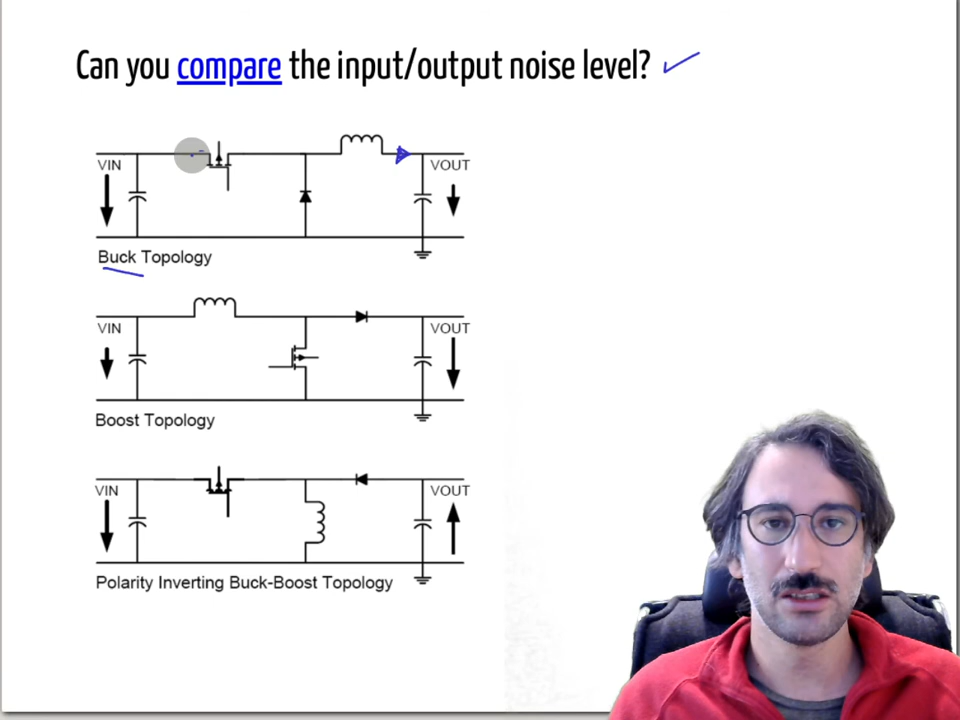 Can you compare the input/output noise level?
VIN VOUT
Buck Topology
VIN VOUT
Boost Topology
VIN VOUT
Polarity Inverting Buck-Boost Topology